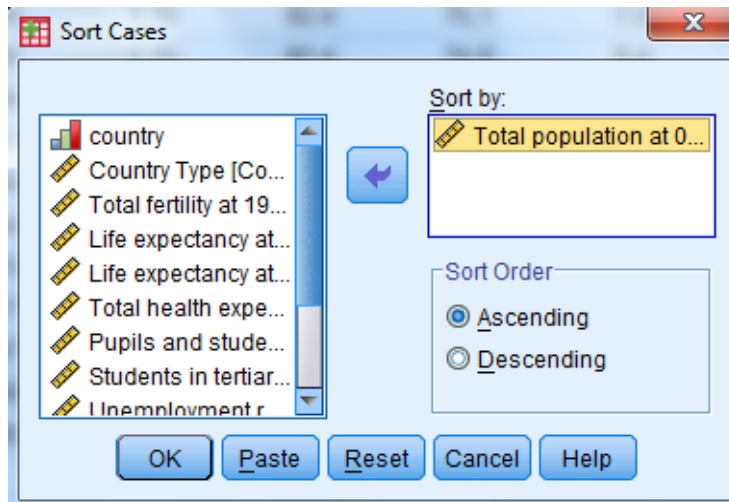 Sort Cases
country
Country Type [Co...
Total fertility at 19...
Life expectancy at...
Life expectancy at...
Total health expe...
Pupils and stude...
Students in tertiar...
Unemployment r
Sort by:
Total population at 0...
Sort Order
Ascending
Descending
OK Paste Reset Cancel Help